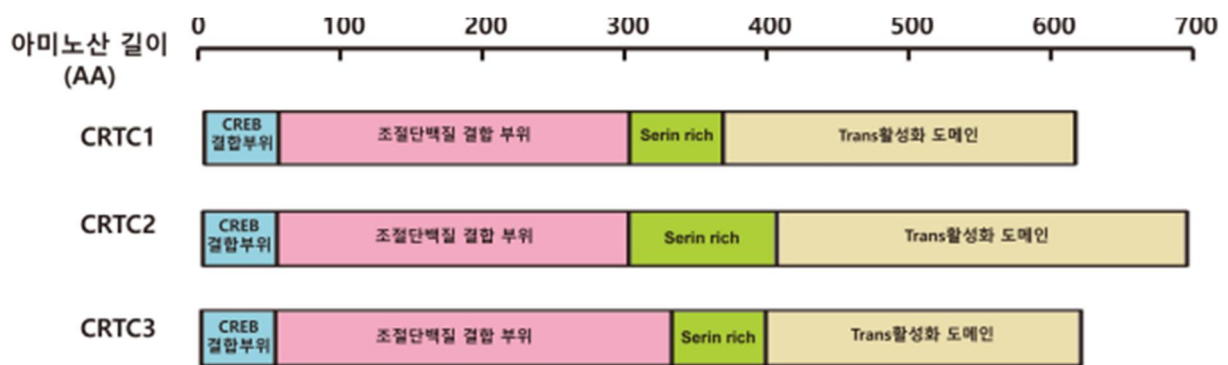 0 100 200 300 400 500 600 700
아미노산 길이
(AA)
CRTC1
CREB
결합부위
조절단백질 결합 부위
Serin rich
Trans활성화 도메인
CRTC2
CREB
결합부위
조절단백질 결합 부위
Serin rich
Trans활성화 도메인
CRTC3
CREB
결합부위
조절단백질 결합 부위
Serin rich
Trans활성화 도메인